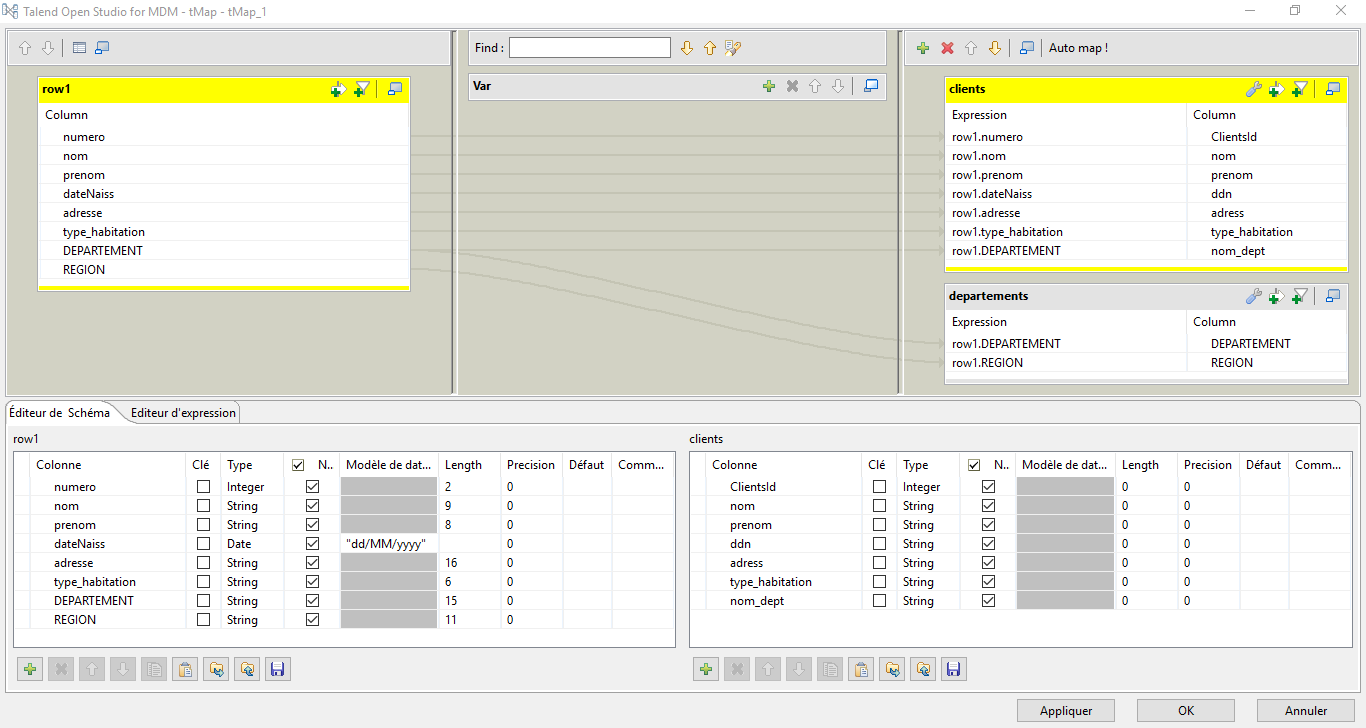 Talend Open Studio for MDM - tMap - tMap_1
Find :
Auto map !
row1
Column
numero
nom
prenom
dateNaiss
adresse
type_habitation
DEPARTEMENT
REGION
Var
clients
Expression Column
row1.numero ClientsId
row1.nom nom
row1.prenom prenom
row1.dateNaiss ddn
row1.adresse adress
row1.type_habitation type_habitation
row1.DEPARTEMENT nom_dept
departements
Expression Column
row1.DEPARTEMENT DEPARTEMENT
row1.REGION REGION
Éditeur de Schéma Editeur d'expression
row1
Colonne Clé Type N.. Modèle de dat... Length Precision Défaut Comm...
numero Integer 2 0
nom String 9 0
prenom String 8 0
dateNaiss Date "dd/MM/yyyy" 0
adresse String 16 0
type_habitation String 6 0
DEPARTEMENT String 15 0
REGION String 11 0
clients
Colonne Clé Type N.. Modèle de dat... Length Precision Défaut Comm...
ClientsId Integer 0 0
nom String 0 0
prenom String 0 0
ddn String 0 0
adress String 0 0
type_habitation String 0 0
nom_dept String 0 0
Appliquer OK Annuler